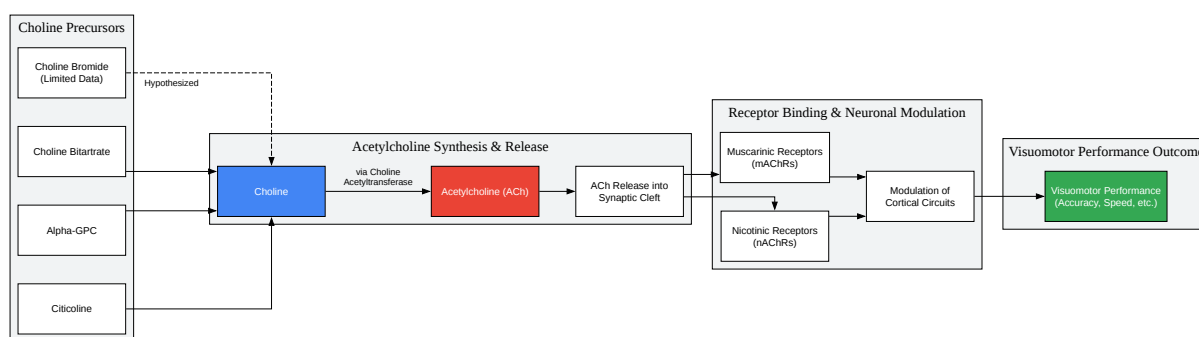 Choline Precursors
Choline Bromide
(Limited Data)
Hypothesized
Choline Bitartrate
Alpha-GPC
Citicoline
Acetylcholine Synthesis & Release
Choline
via Choline
Acetyltransferase
Acetylcholine (ACh)
ACh Release into
Synaptic Cleft
Receptor Binding & Neuronal Modulation
Muscarinic Receptors
(mAChRs)
Nicotinic Receptors
(nAChRs)
Modulation of
Cortical Circuits
Visuomotor Performance Outcome
Visuomotor Performance
(Accuracy, Speed, etc.)